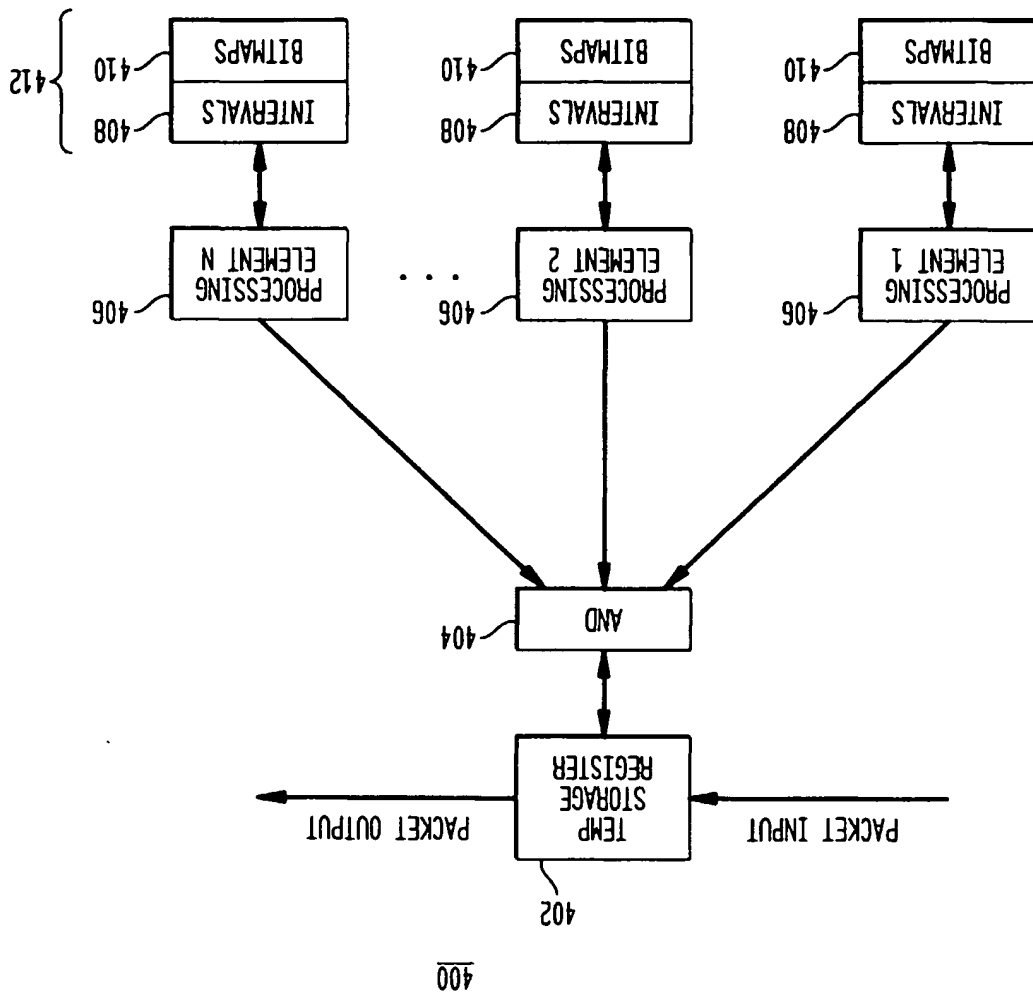 400
402
PACKET INPUT
TEMP
STORAGE
REGISTER
PACKET OUTPUT
AND
404
PROCESSING
ELEMENT 1
406
PROCESSING
ELEMENT 2
406
. . .
PROCESSING
ELEMENT N
406
INTERVALS
408
BITMAPS
410
INTERVALS
408
BITMAPS
410
INTERVALS
408
BITMAPS
410
412